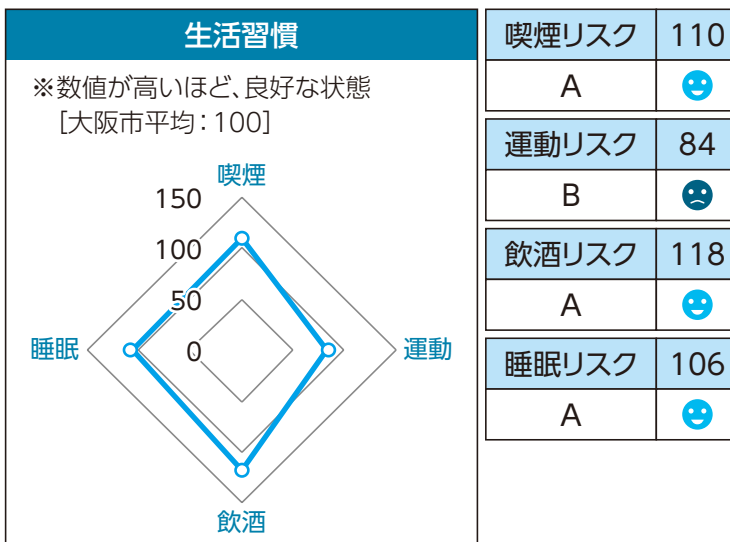 生活習慣
※数値が高いほど、良好な状態
[大阪市平均：100]
喫煙
150
100
50
0
睡眠
運動
飲酒
喫煙リスク 110
A
運動リスク 84
B
飲酒リスク 118
A
睡眠リスク 106
A